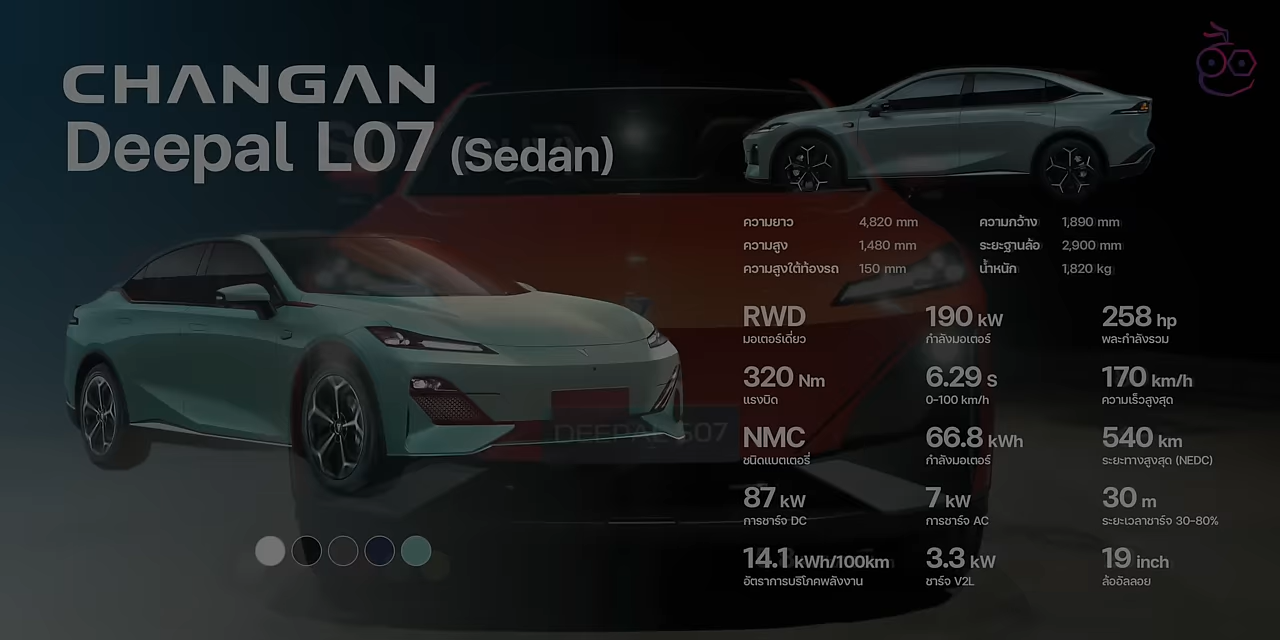 CHANGAN
Deepal L07 (Sedan)
ความยาว 4,820 mm ความกว้าง 1,890 mm
ความสูง 1,480 mm ระยะฐานล้อ 2,900 mm
ความสูงใต้ท้องรถ 150 mm น้ำหนัก 1,820 kg
RWD 190 kW 258 hp
มอเตอร์เดี่ยว กำลังมอเตอร์ พละกำลังรวม
320 Nm 6.29 S 170 km/h
แรงบิด 0-100 km/h ความเร็วสูงสุด
NMC 66.8 kWh 540 km
ชนิดแบตเตอรี่ กำลังมอเตอร์ ระยะทางสูงสุด (NEDC)
87 kW 7 kW 30 m
การชาร์จ DC การชาร์จ AC ระยะเวลาชาร์จ 30-80%
14.1 kWh/100km 3.3 kW 19 inch
อัตราการบริโภคพลังงาน ชาร์จ V2L ล้ออัลลอย
DEEPAL S07